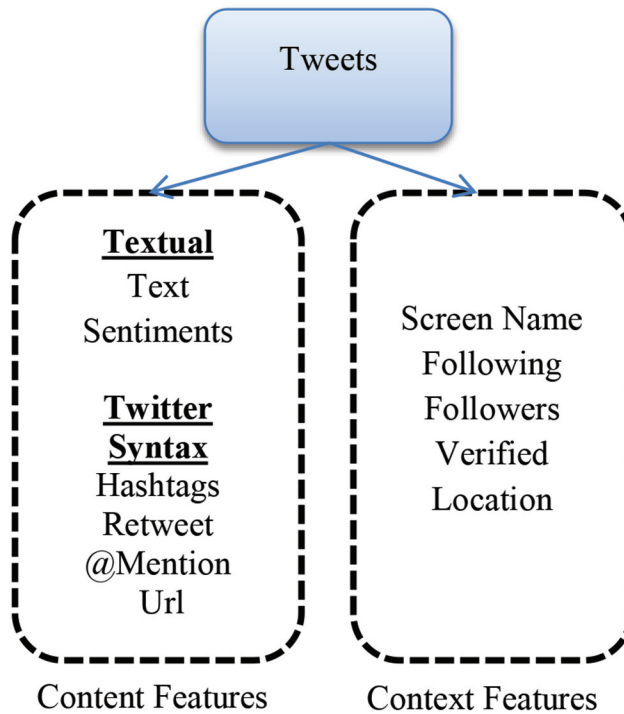 Tweets
Textual
Text
Sentiments
Twitter
Syntax
Hashtags
Retweet
@Mention
Url
Content Features
Screen Name
Following
Followers
Verified
Location
Context Features